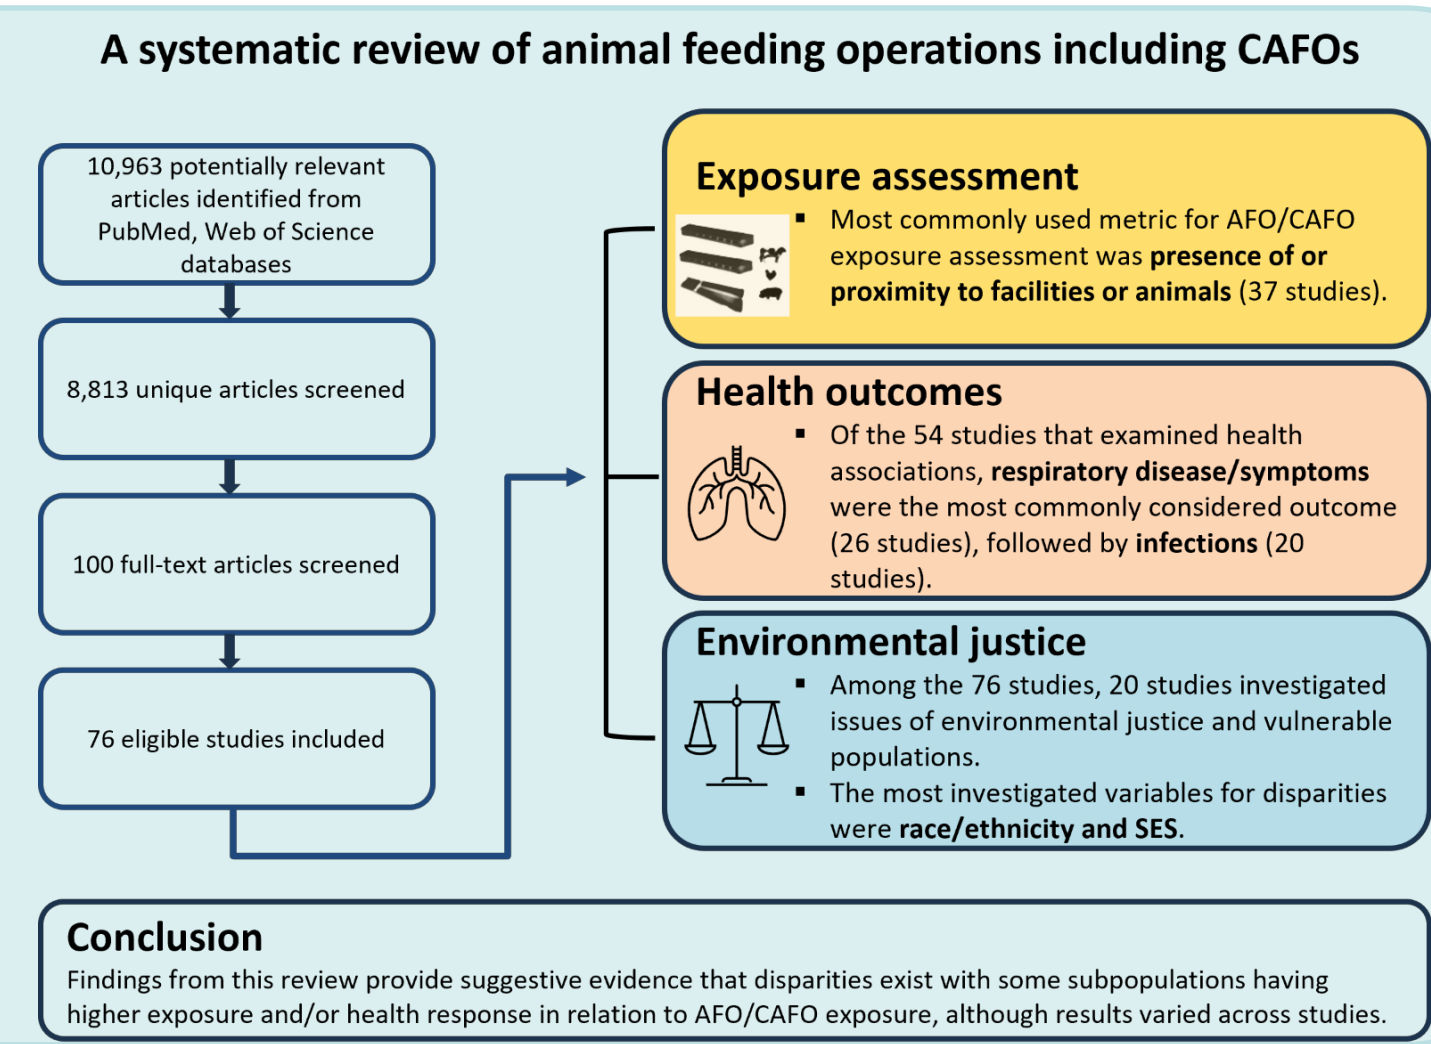 A systematic review of animal feeding operations including CAFOs
10,963 potentially relevant
articles identified from
PubMed, Web of Science
databases
8,813 unique articles screened
100 full-text articles screened
76 eligible studies included
Exposure assessment
▪ Most commonly used metric for AFO/CAFO
exposure assessment was presence of or
proximity to facilities or animals (37 studies).
Health outcomes
▪ Of the 54 studies that examined health
associations, respiratory disease/symptoms
were the most commonly considered outcome
(26 studies), followed by infections (20
studies).
Environmental justice
▪ Among the 76 studies, 20 studies investigated
issues of environmental justice and vulnerable
populations.
▪ The most investigated variables for disparities
were race/ethnicity and SES.
Conclusion
Findings from this review provide suggestive evidence that disparities exist with some subpopulations having
higher exposure and/or health response in relation to AFO/CAFO exposure, although results varied across studies.